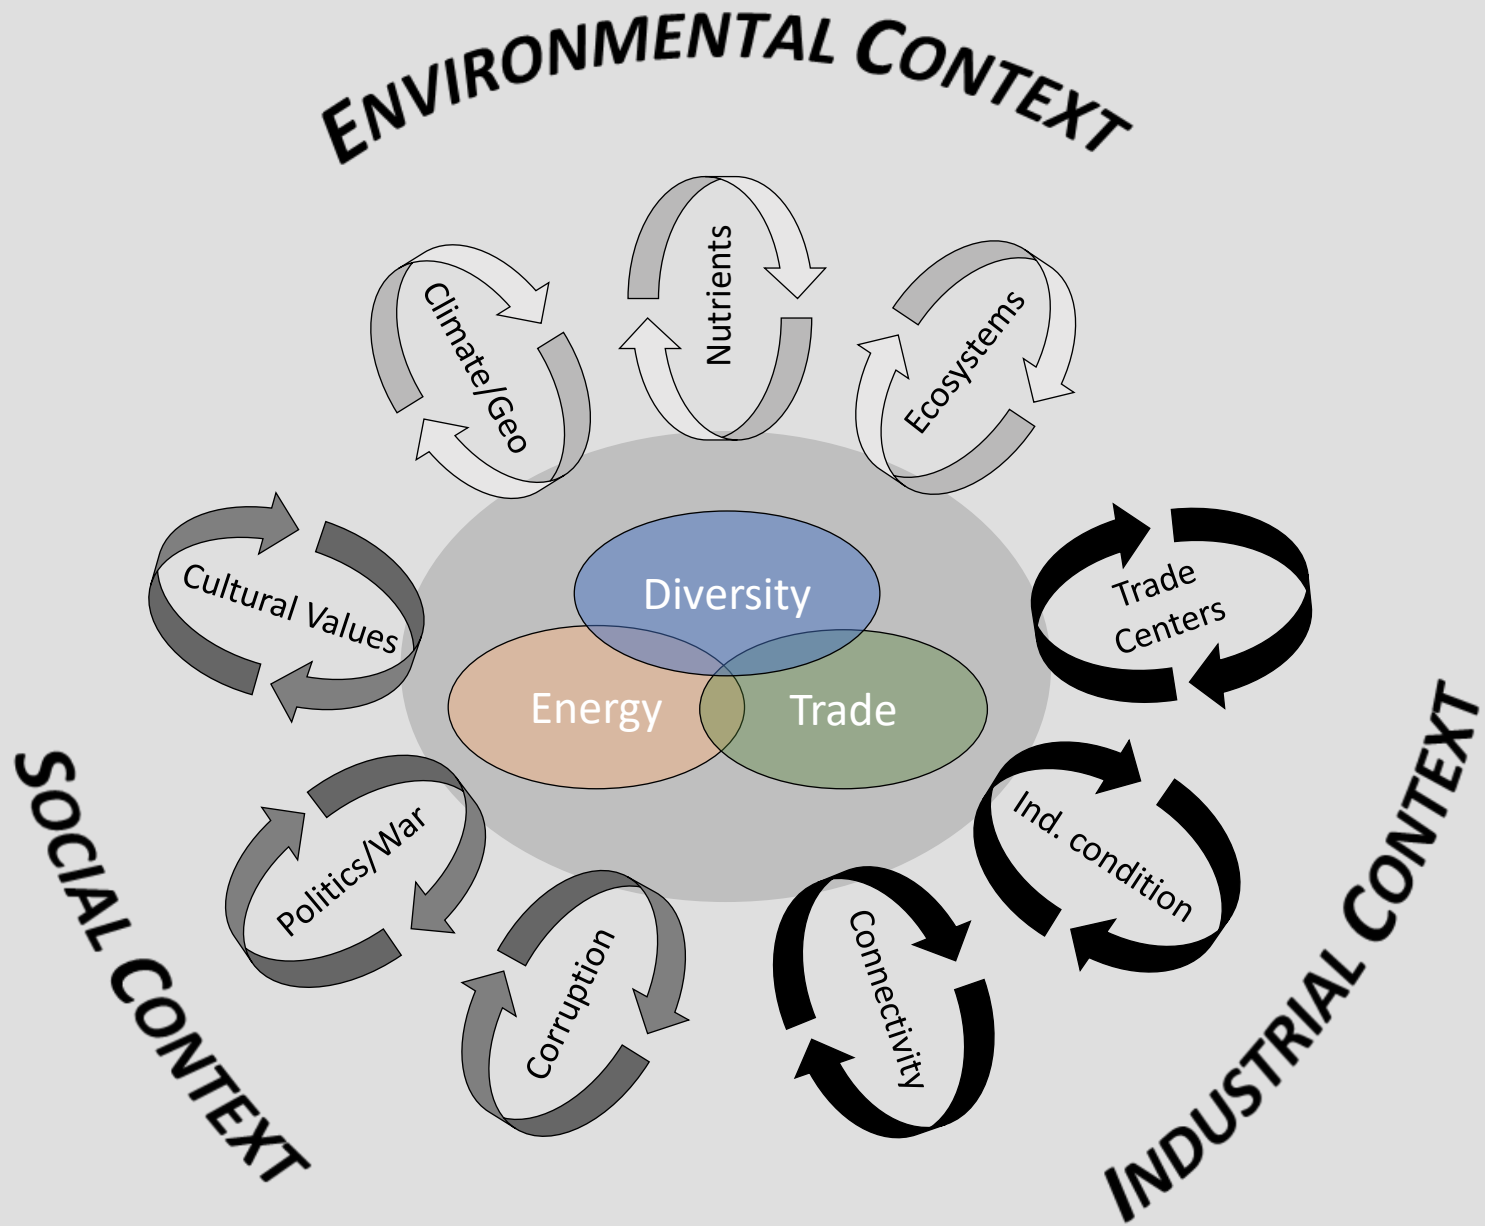 ENVIRONMENTAL CONTEXT
Climate/Geo
Nutrients
Ecosystems
Cultural Values
Diversity
Trade
Centers
Energy
Trade
Politics/War
Ind. condition
Corruption
Connectivity
SOCIAL CONTEXT
INDUSTRIAL CONTEXT